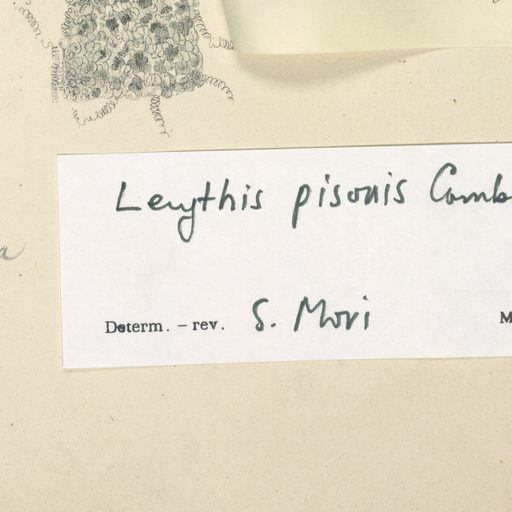 Lecythis pisonis Camb
Determ. – rev. S. Mori M
a